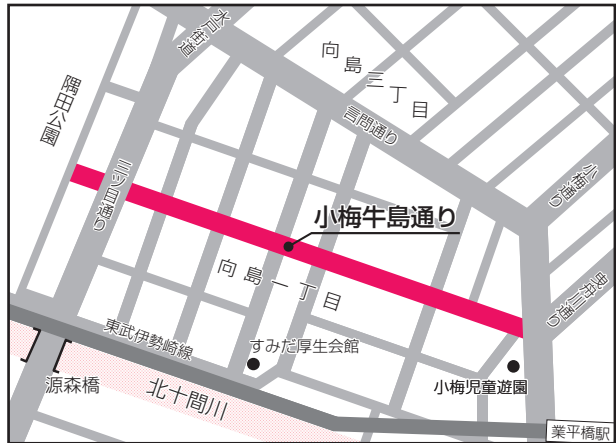 水戸街道
向島三丁目
隅田公園
言問通り
三ツ目通り
小梅通り
小梅牛島通り
向島一丁目
曳舟川通り
東武伊勢崎線
すみだ厚生会館
源森橋
北十間川
小梅児童遊園
業平橋駅